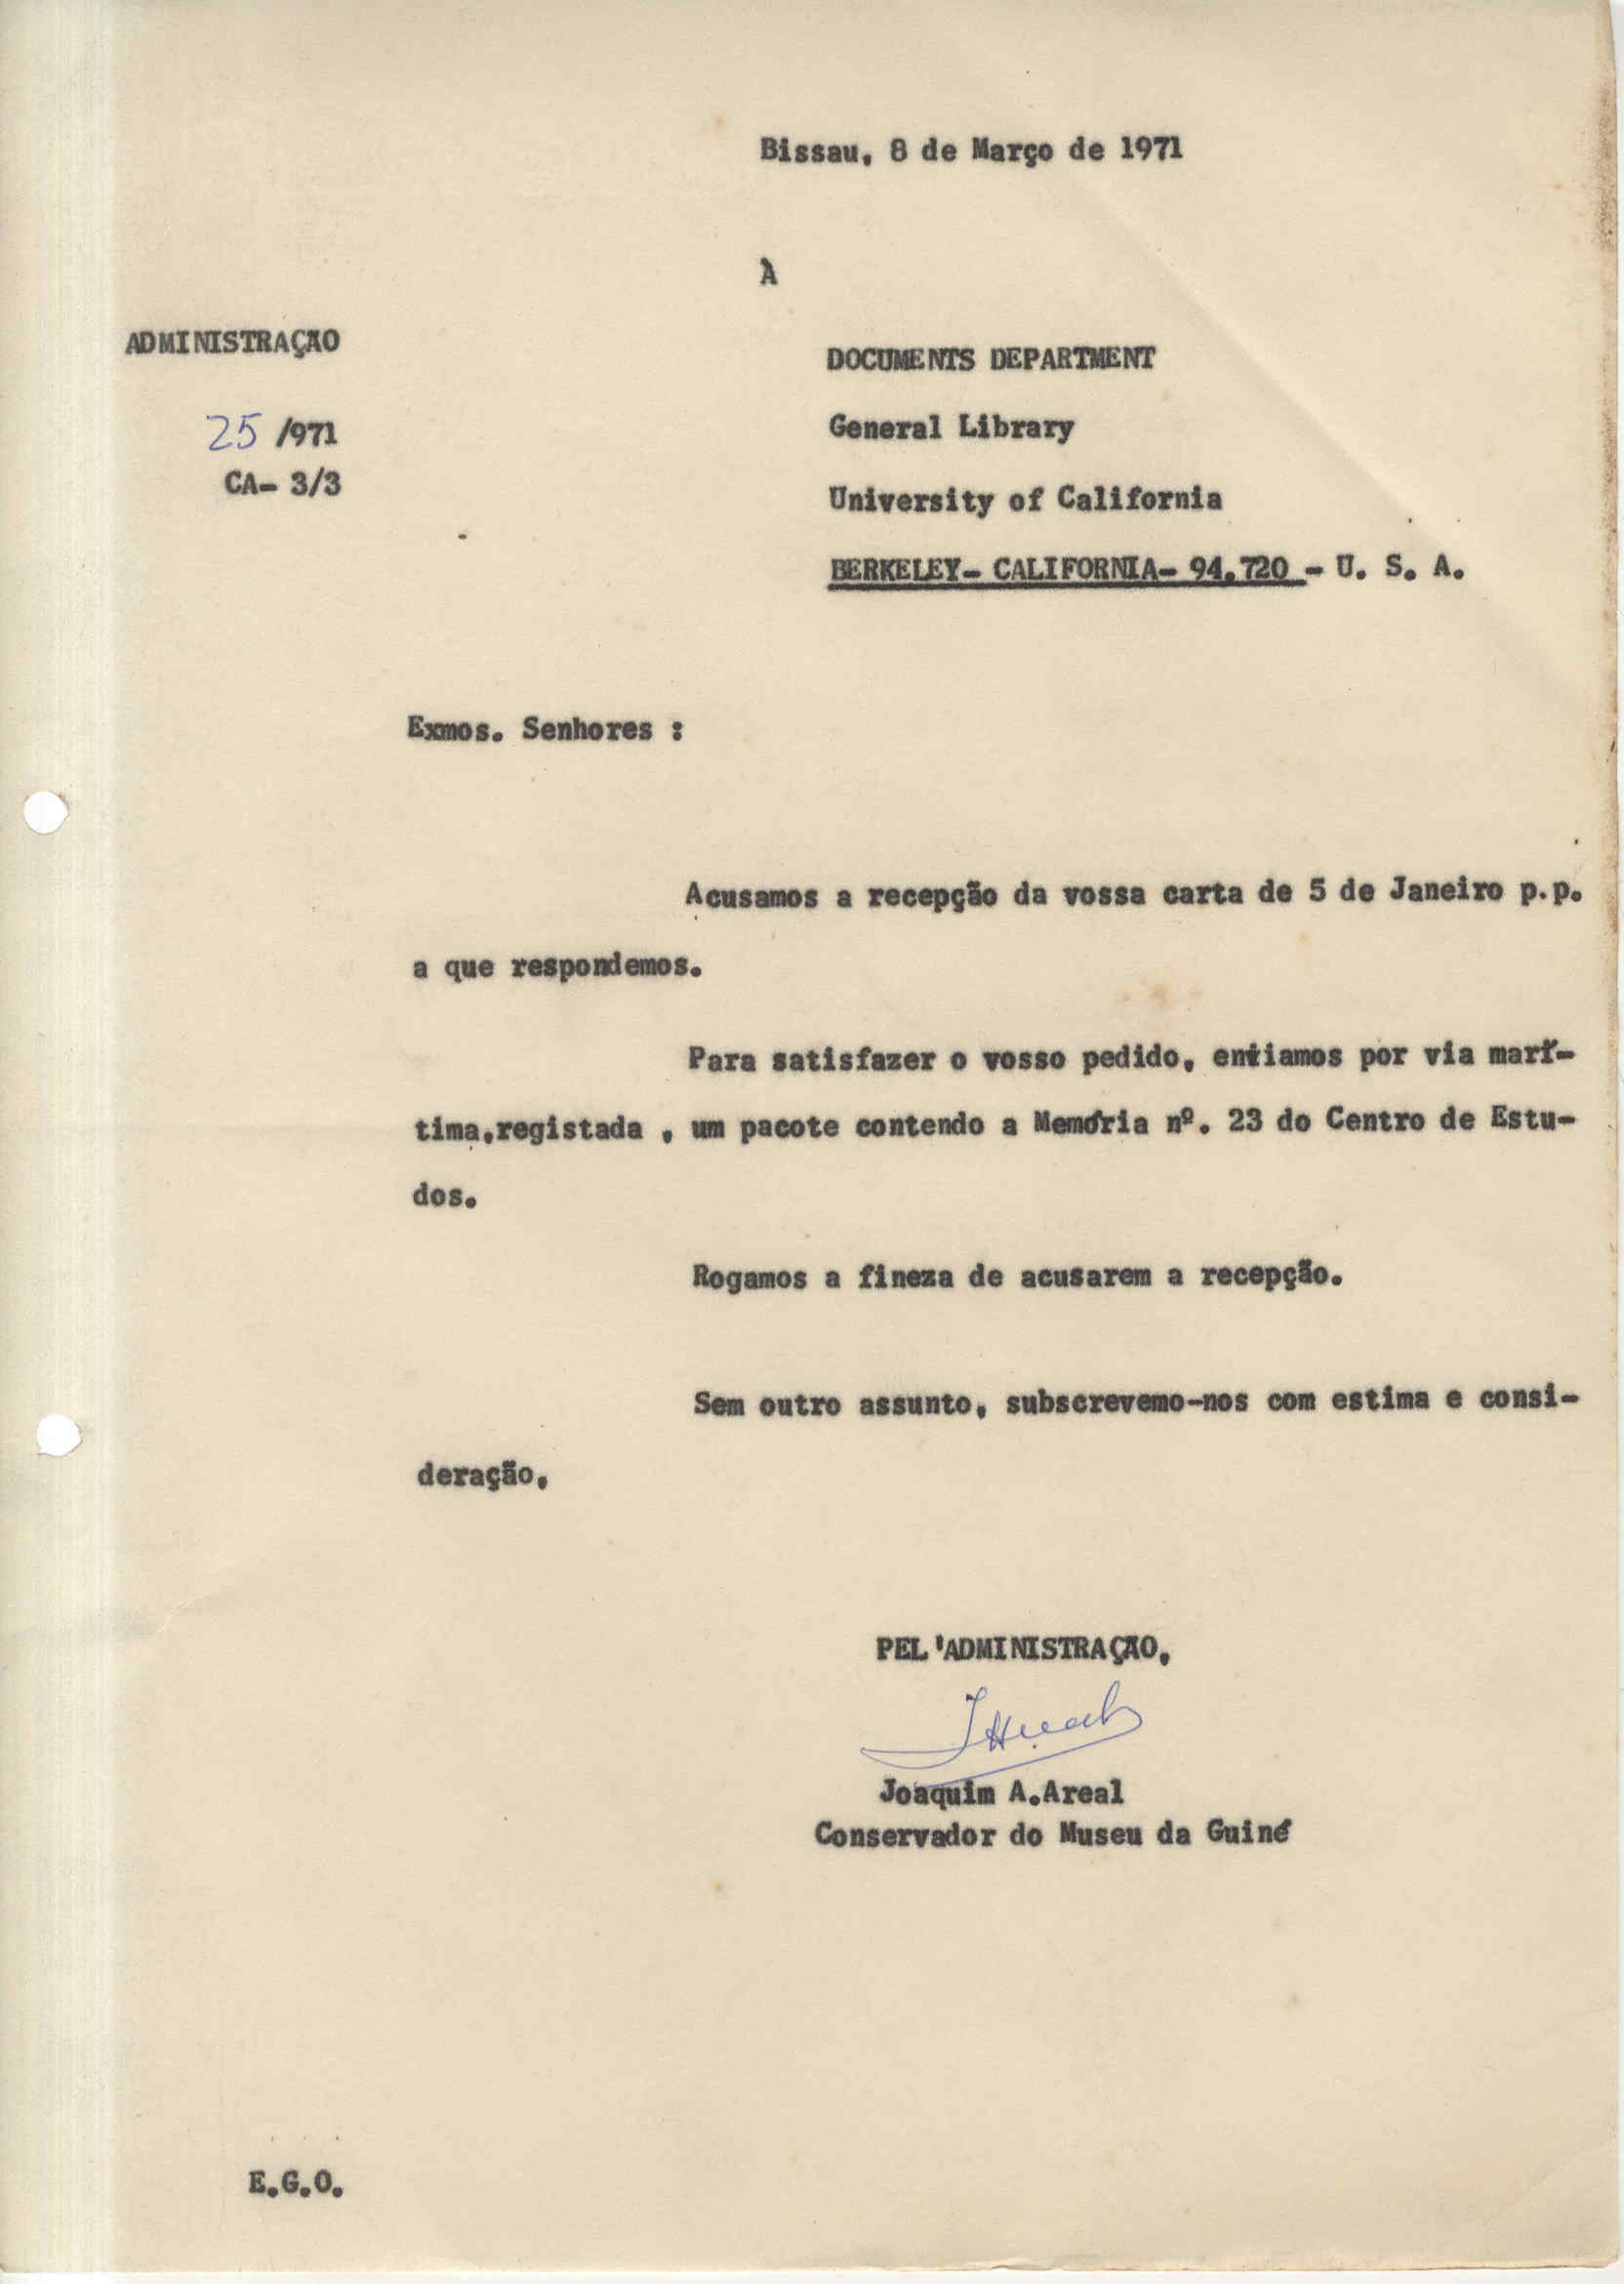 Bissau, 8 de Março de 1971
À
ADMINISTRAÇÃO
DOCUMENTS DEPARTMENT
25 /971
General Library
CA- 3/3
University of California
BERKELEY- CALIFORNIA- 94.720 - U. S. A.
Exmos. Senhores :
Acusamos a recepção da vossa carta de 5 de Janeiro p.p.
a que respondemos.
Para satisfazer o vosso pedido, enviamos por via marí-
tima,registada , um pacote contendo a Memória nº. 23 do Centro de Estu-
dos.
Rogamos a fineza de acusarem a recepção.
Sem outro assunto, subscrevemo-nos com estima e consi-
deração,
PEL'ADMINISTRAÇÃO,
Joaquim A.Areal
Conservador do Museu da Guiné
E.G.O.